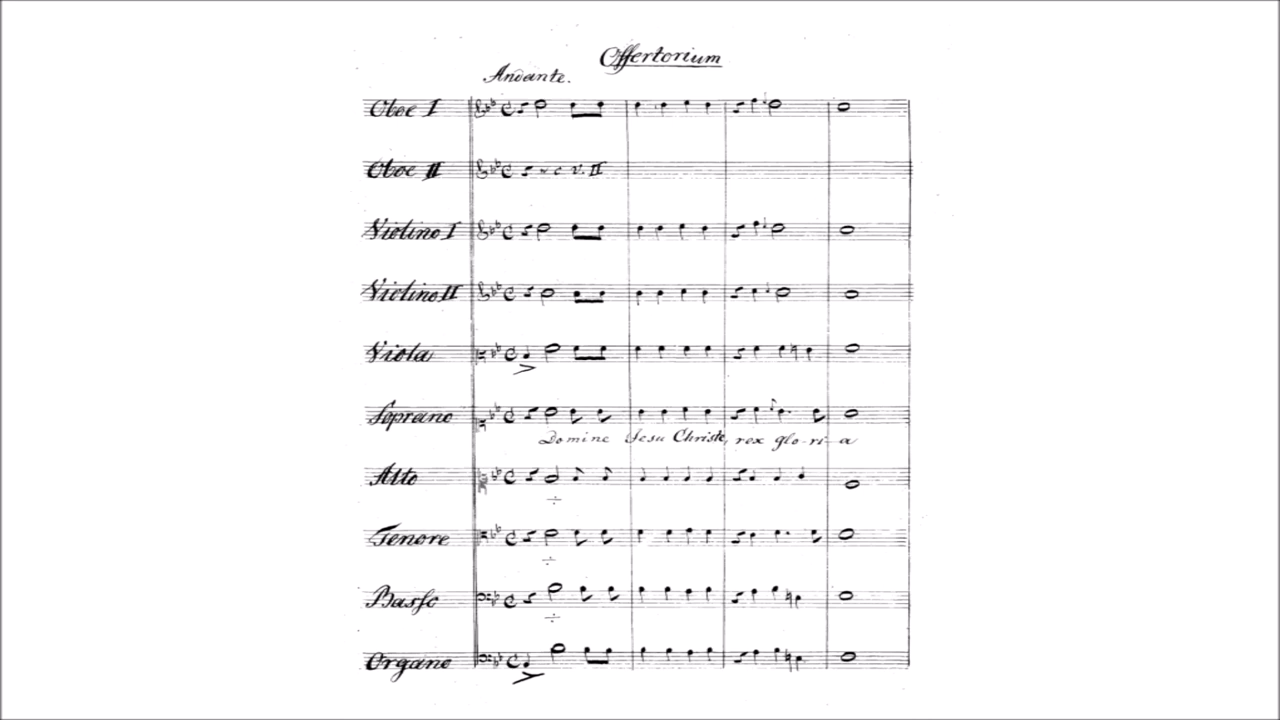 Offertorium
Andante.
Oboe I
Oboe II
c. v. II
Violino I
Violino II
Viola
Soprano
Domine Jesu Christe, rex glo-ri-a
Alto
Tenore
Basso
Organo